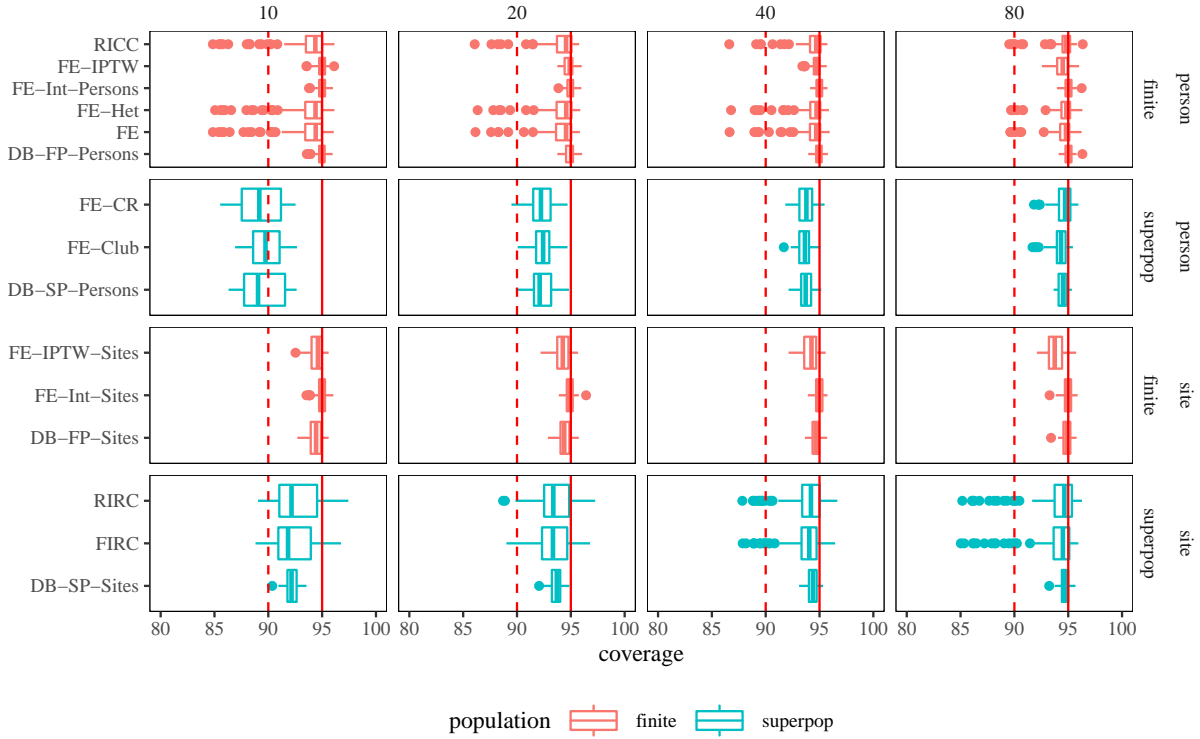 10 20 40 80
RICC
FE−IPTW
FE−Int−Persons
FE−Het
FE
DB−FP−Persons
person
finite
FE−CR
FE−Club
DB−SP−Persons
person
superpop
FE−IPTW−Sites
FE−Int−Sites
DB−FP−Sites
site
finite
RIRC
FIRC
DB−SP−Sites
site
superpop
80 85 90 95 100 80 85 90 95 100 80 85 90 95 100 80 85 90 95 100
coverage
population finite superpop